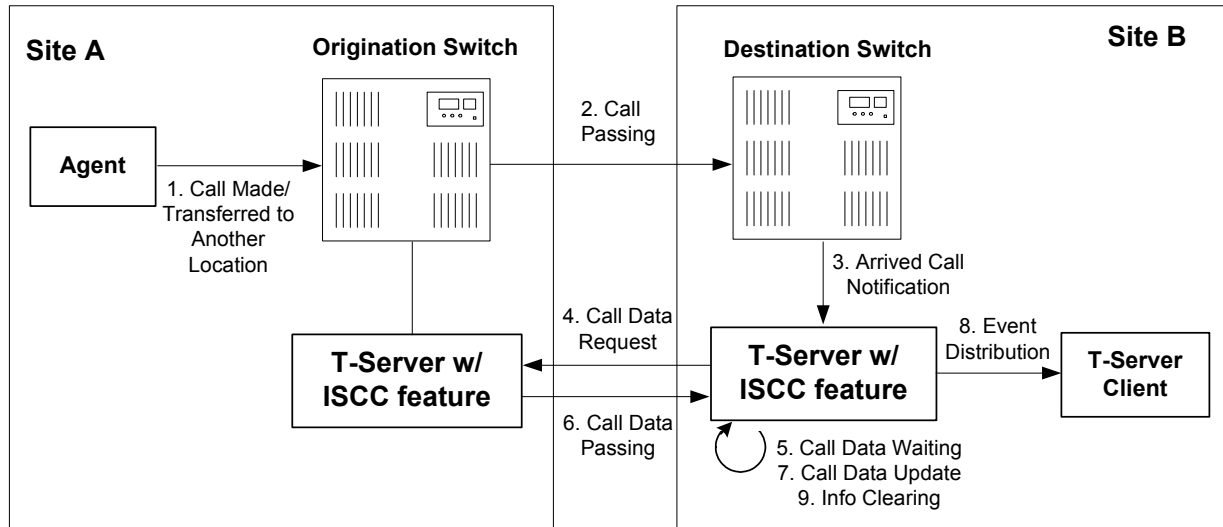 Site A
Origination Switch
Agent
1. Call Made/
Transferred to
Another
Location
2. Call
Passing
Destination Switch
Site B
3. Arrived Call
Notification
4. Call Data
Request
T-Server w/
ISCC feature
6. Call Data
Passing
T-Server w/
ISCC feature
8. Event
Distribution
T-Server
Client
5. Call Data Waiting
7. Call Data Update
9. Info Clearing